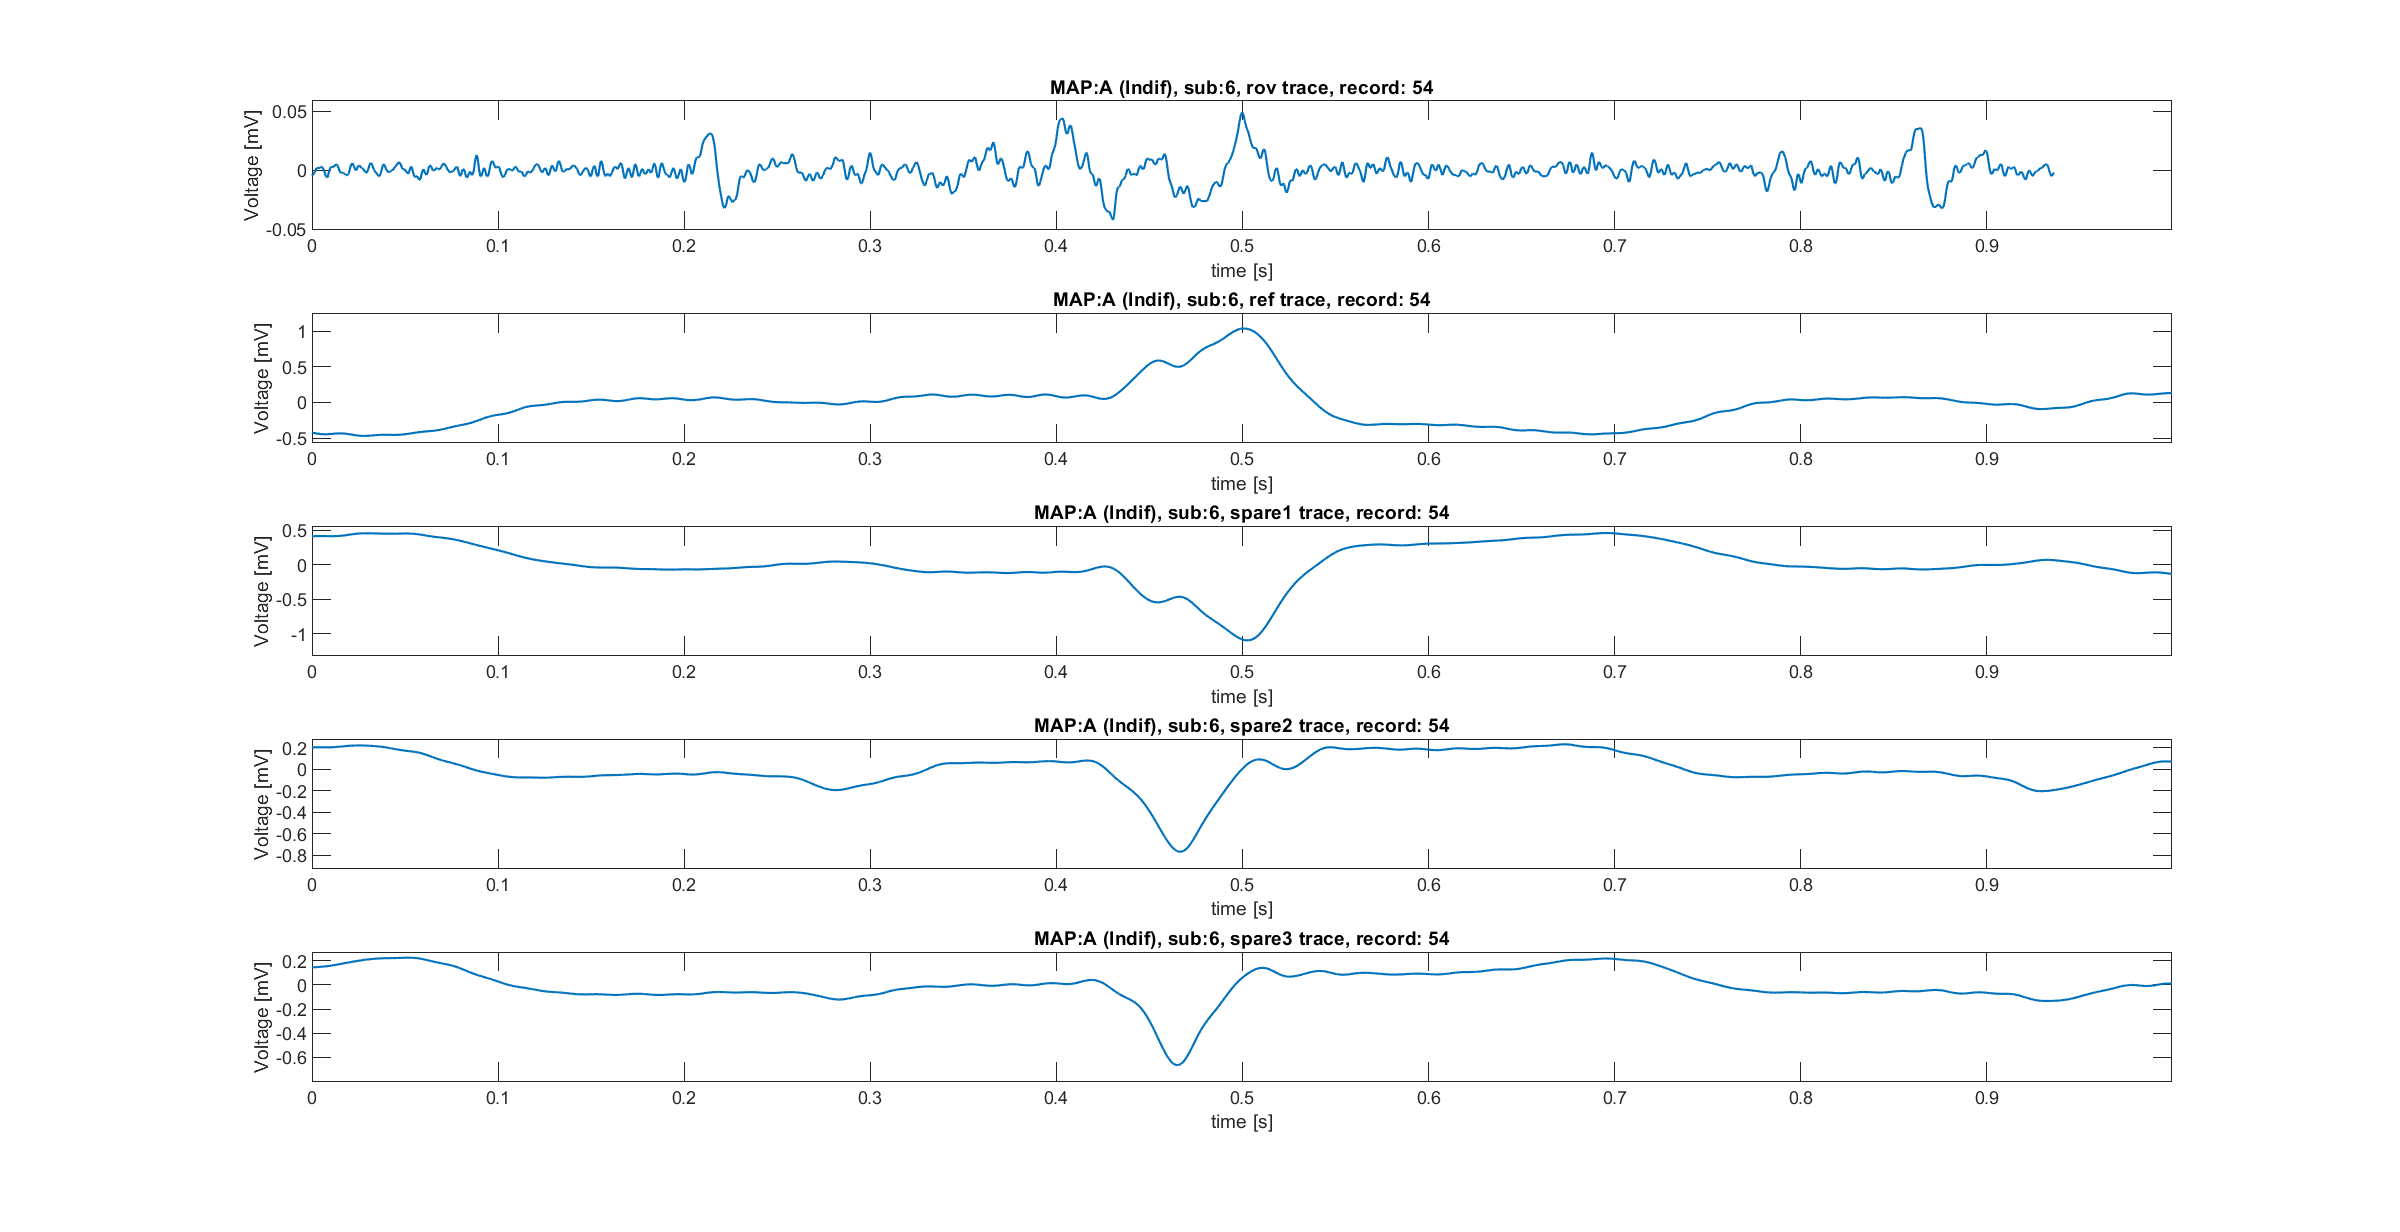 MAP:A (Indif), sub:6, rov trace, record: 54
Voltage [mV]
0.05
0
-0.05
0 0.1 0.2 0.3 0.4 0.5 0.6 0.7 0.8 0.9
time [s]
MAP:A (Indif), sub:6, ref trace, record: 54
Voltage [mV]
1
0.5
0
-0.5
0 0.1 0.2 0.3 0.4 0.5 0.6 0.7 0.8 0.9
time [s]
MAP:A (Indif), sub:6, spare1 trace, record: 54
Voltage [mV]
0.5
0
-0.5
-1
0 0.1 0.2 0.3 0.4 0.5 0.6 0.7 0.8 0.9
time [s]
MAP:A (Indif), sub:6, spare2 trace, record: 54
Voltage [mV]
0.2
0
-0.2
-0.4
-0.6
-0.8
0 0.1 0.2 0.3 0.4 0.5 0.6 0.7 0.8 0.9
time [s]
MAP:A (Indif), sub:6, spare3 trace, record: 54
Voltage [mV]
0.2
0
-0.2
-0.4
-0.6
0 0.1 0.2 0.3 0.4 0.5 0.6 0.7 0.8 0.9
time [s]